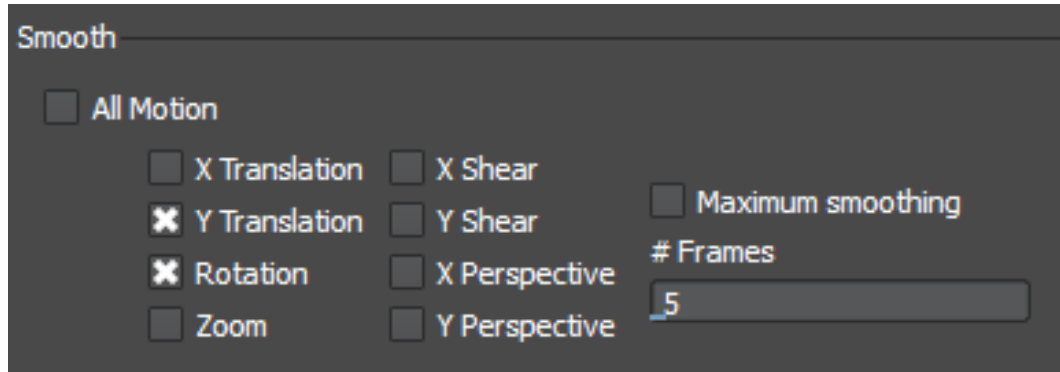 Smooth
All Motion
X Translation
X Shear
Y Translation
Y Shear
Rotation
X Perspective
Zoom
Y Perspective
Maximum smoothing
# Frames
5